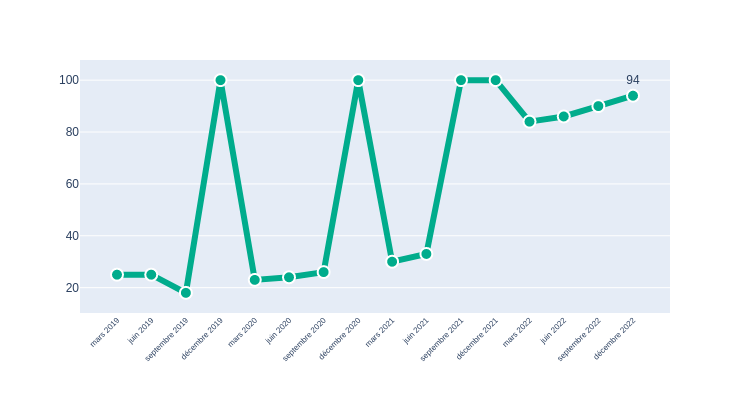 100
80
60
40
20
94
mars 2019
juin 2019
septembre 2019
décembre 2019
mars 2020
juin 2020
septembre 2020
décembre 2020
mars 2021
juin 2021
septembre 2021
décembre 2021
mars 2022
juin 2022
septembre 2022
décembre 2022